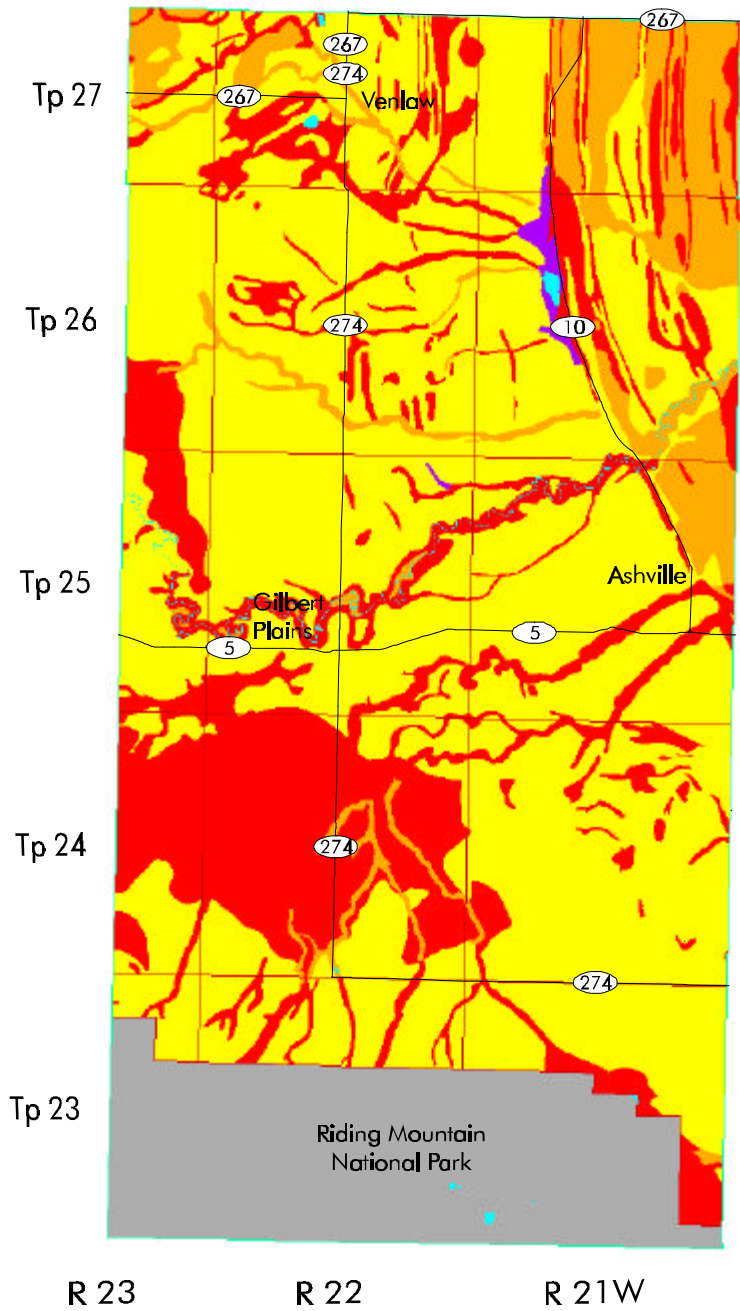 267
267
Tp 27
274
267
Venlaw
Tp 26
274
10
Tp 25
Ashville
Gilbert
Plains
5
5
Tp 24
274
274
Tp 23
Riding Mountain
National Park
R 23
R 22
R 21W